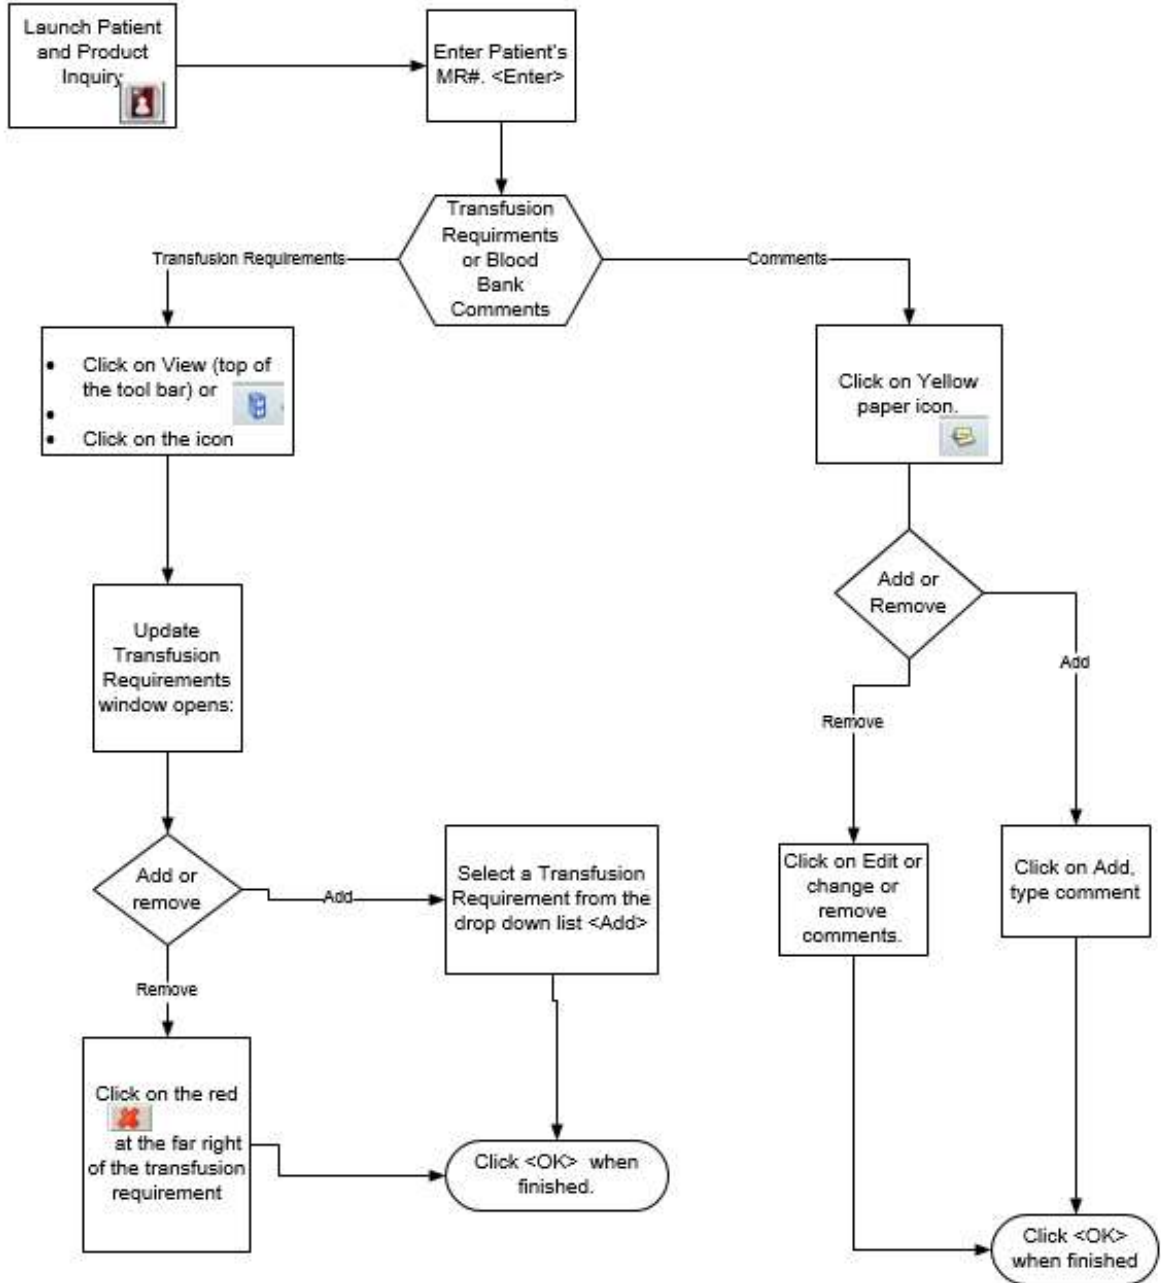 Launch Patient
and Product
Inquiry
Enter Patient's
MR#. <Enter>
Transfusion
Requirments
or Blood
Bank
Comments
Transfusion Requirements
Comments
• Click on View (top of
the tool bar) or
•
• Click on the icon
Click on Yellow
paper icon.
Update
Transfusion
Requirements
window opens:
Add or
Remove
Add
Remove
Add or
remove
Add
Remove
Select a Transfusion
Requirement from the
drop down list <Add>
Click on Edit or
change or
remove
comments.
Click on Add,
type comment
Click on the red
at the far right
of the transfusion
requirement
Click <OK> when
finished.
Click <OK>
when finished